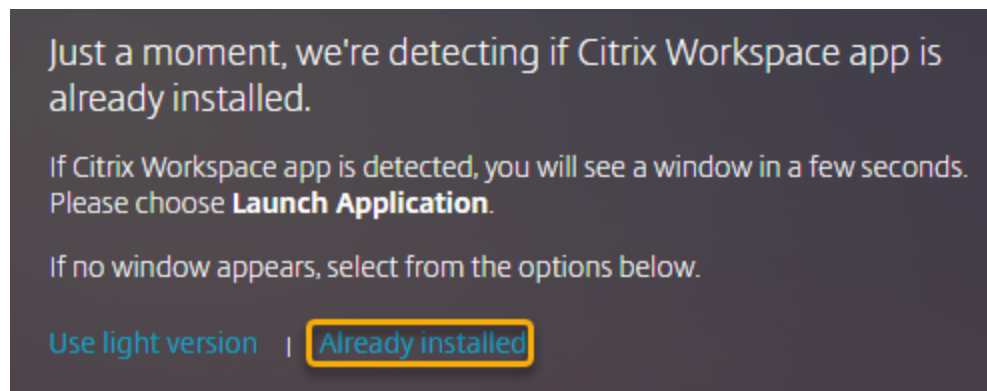 Just a moment, we're detecting if Citrix Workspace app is
already installed.
If Citrix Workspace app is detected, you will see a window in a few seconds.
Please choose Launch Application.
If no window appears, select from the options below.
Use light version | Already installed